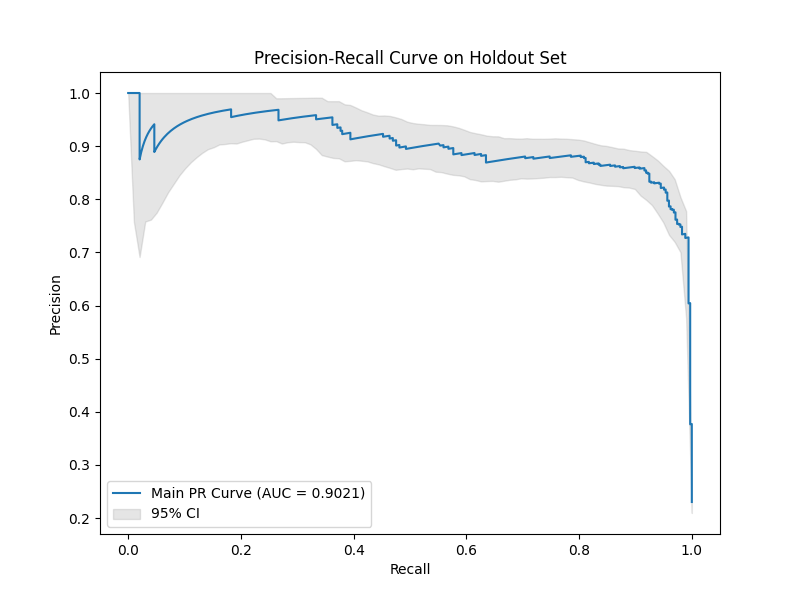 Precision-Recall Curve on Holdout Set
Precision
1.0
0.9
0.8
0.7
0.6
0.5
0.4
0.3
0.2
Main PR Curve (AUC = 0.9021)
95% CI
0.0 0.2 0.4 0.6 0.8 1.0
Recall